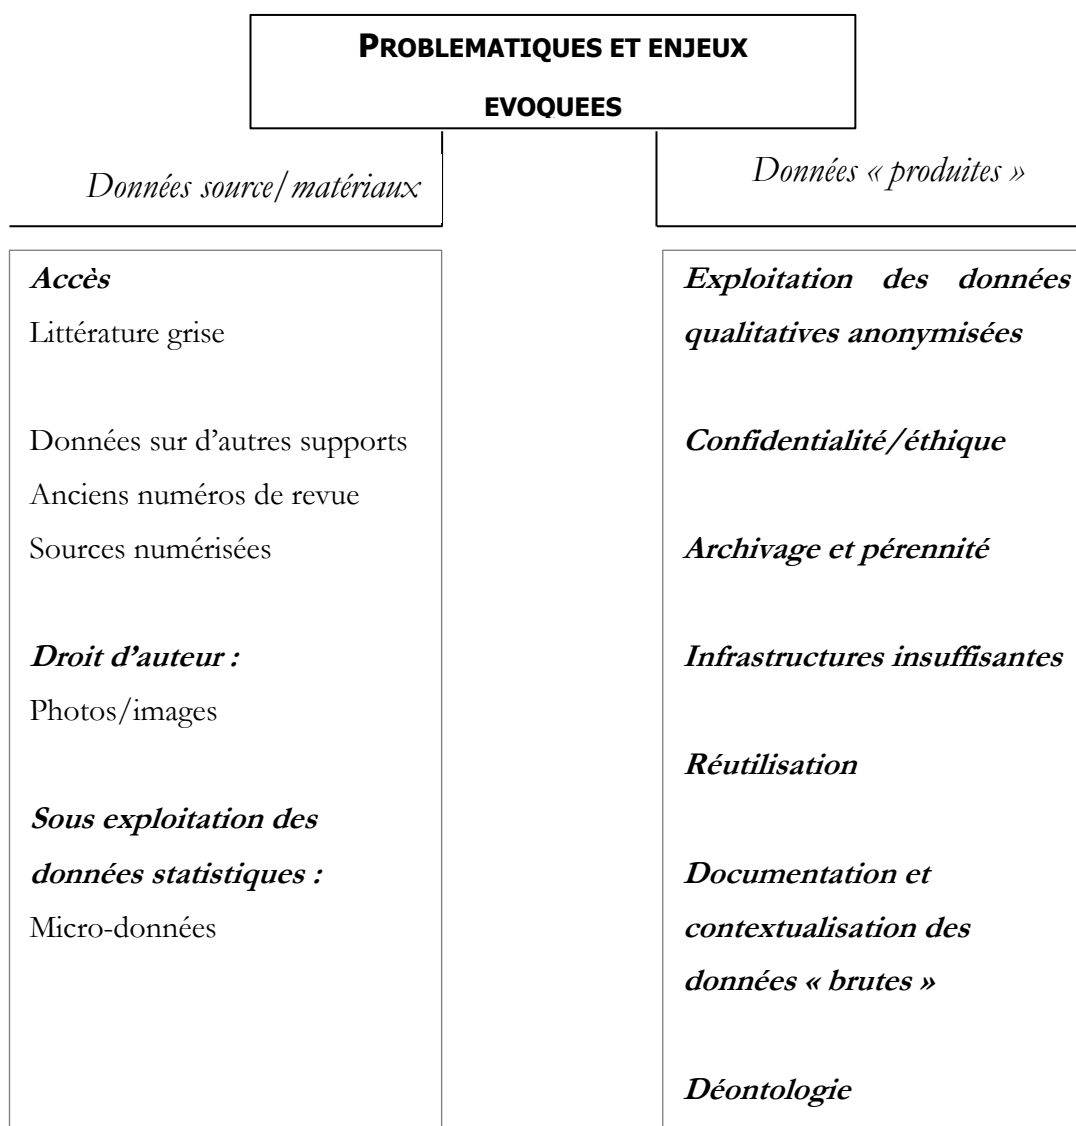 PROBLEMATIQUES ET ENJEUX
EVOQUEES
Données source/matériaux
Données « produites »
Accès
Littérature grise
Données sur d’autres supports
Anciens numéros de revue
Sources numérisées
Droit d’auteur :
Photos/images
Sous exploitation des
données statistiques :
Micro-données
Exploitation des données
qualitatives anonymisées
Confidentialité/éthique
Archivage et pérennité
Infrastructures insuffisantes
Réutilisation
Documentation et
contextualisation des
données « brutes »
Déontologie